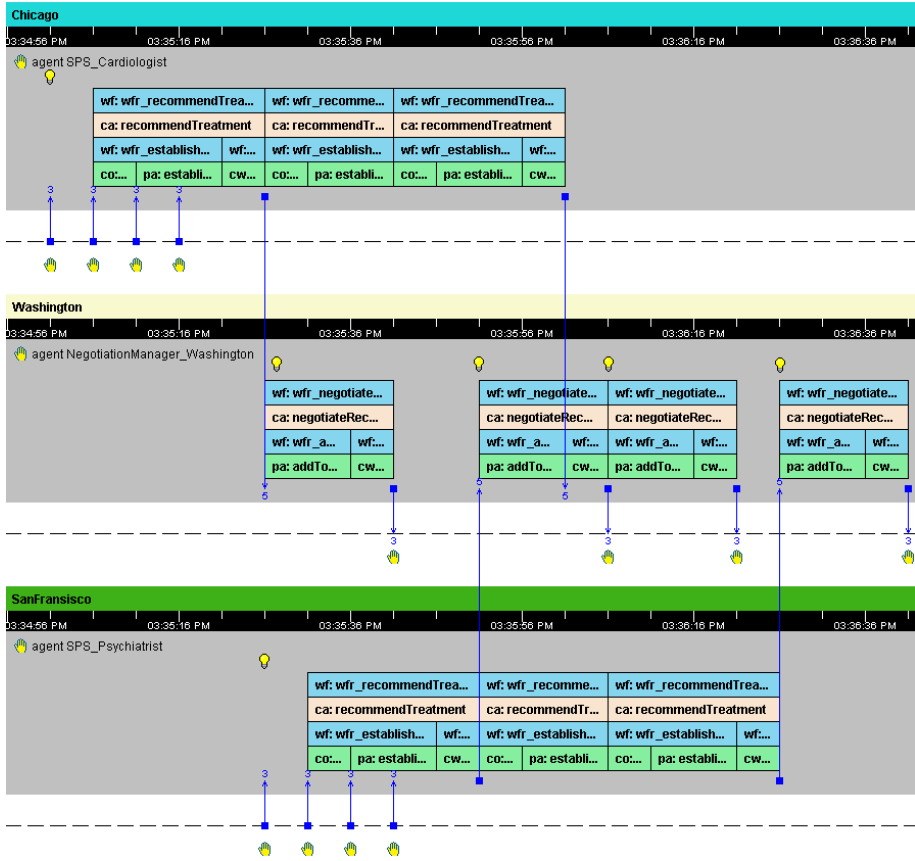 Chicago
03:34:56 PM 03:35:16 PM 03:35:36 PM 03:35:56 PM 03:36:16 PM 03:36:36 PM
agent SPS_Cardiologist
wf: wfr_recommendTrea... wf: wfr_recomme... wf: wfr_recommendTrea...
ca: recommendTreatment ca: recommendTr... ca: recommendTreatment
wf: wfr_establish... wf:... wf: wfr_establish... wf: wfr_establish... wf:...
co:... pa: establi... cw... co:... pa: establi... co:... pa: establi... cw...
3 3 3 3
Washington
03:34:56 PM 03:35:16 PM 03:35:36 PM 03:35:56 PM 03:36:16 PM 03:36:36 PM
agent NegotiationManager_Washington
wf: wfr_negotiate... wf: wfr_negotiate... wf: wfr_negotiate... wf: wfr_negotiate...
ca: negotiateRec... ca: negotiateRec... ca: negotiateRec... ca: negotiateRec...
wf: wfr_a... wf:... wf: wfr_a... wf:... wf: wfr_a... wf:... wf: wfr_a... wf:...
pa: addTo... cw... pa: addTo... cw... pa: addTo... cw... pa: addTo... cw...
5 5 5 5
3 3 3 3
SanFransisco
03:34:56 PM 03:35:16 PM 03:35:36 PM 03:35:56 PM 03:36:16 PM 03:36:36 PM
agent SPS_Psychiatrist
wf: wfr_recommendTrea... wf: wfr_recomme... wf: wfr_recommendTrea...
ca: recommendTreatment ca: recommendTr... ca: recommendTreatment
wf: wfr_establish... wf:... wf: wfr_establish... wf: wfr_establish... wf:...
co:... pa: establi... cw... co:... pa: establi... co:... pa: establi... cw...
3 3 3 3